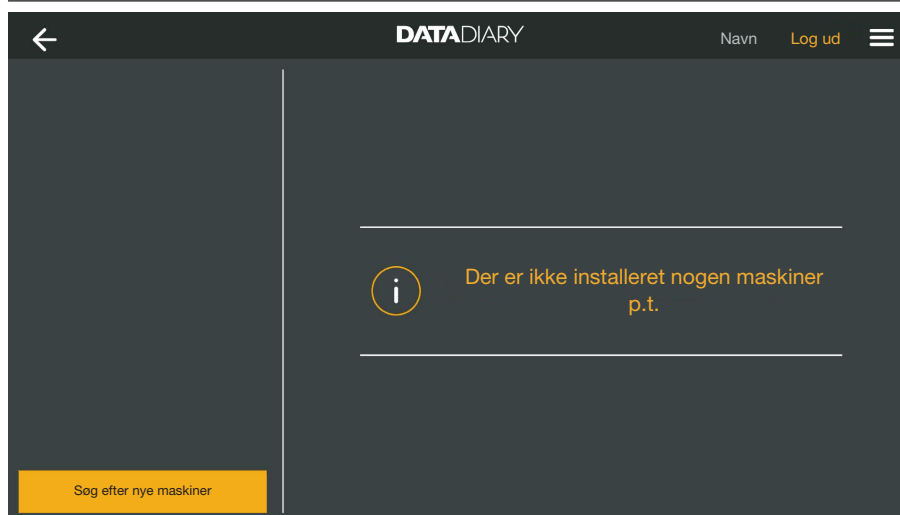 DATADIARY
Navn
Log ud
Der er ikke installeret nogen maskiner
p.t.
Søg efter nye maskiner